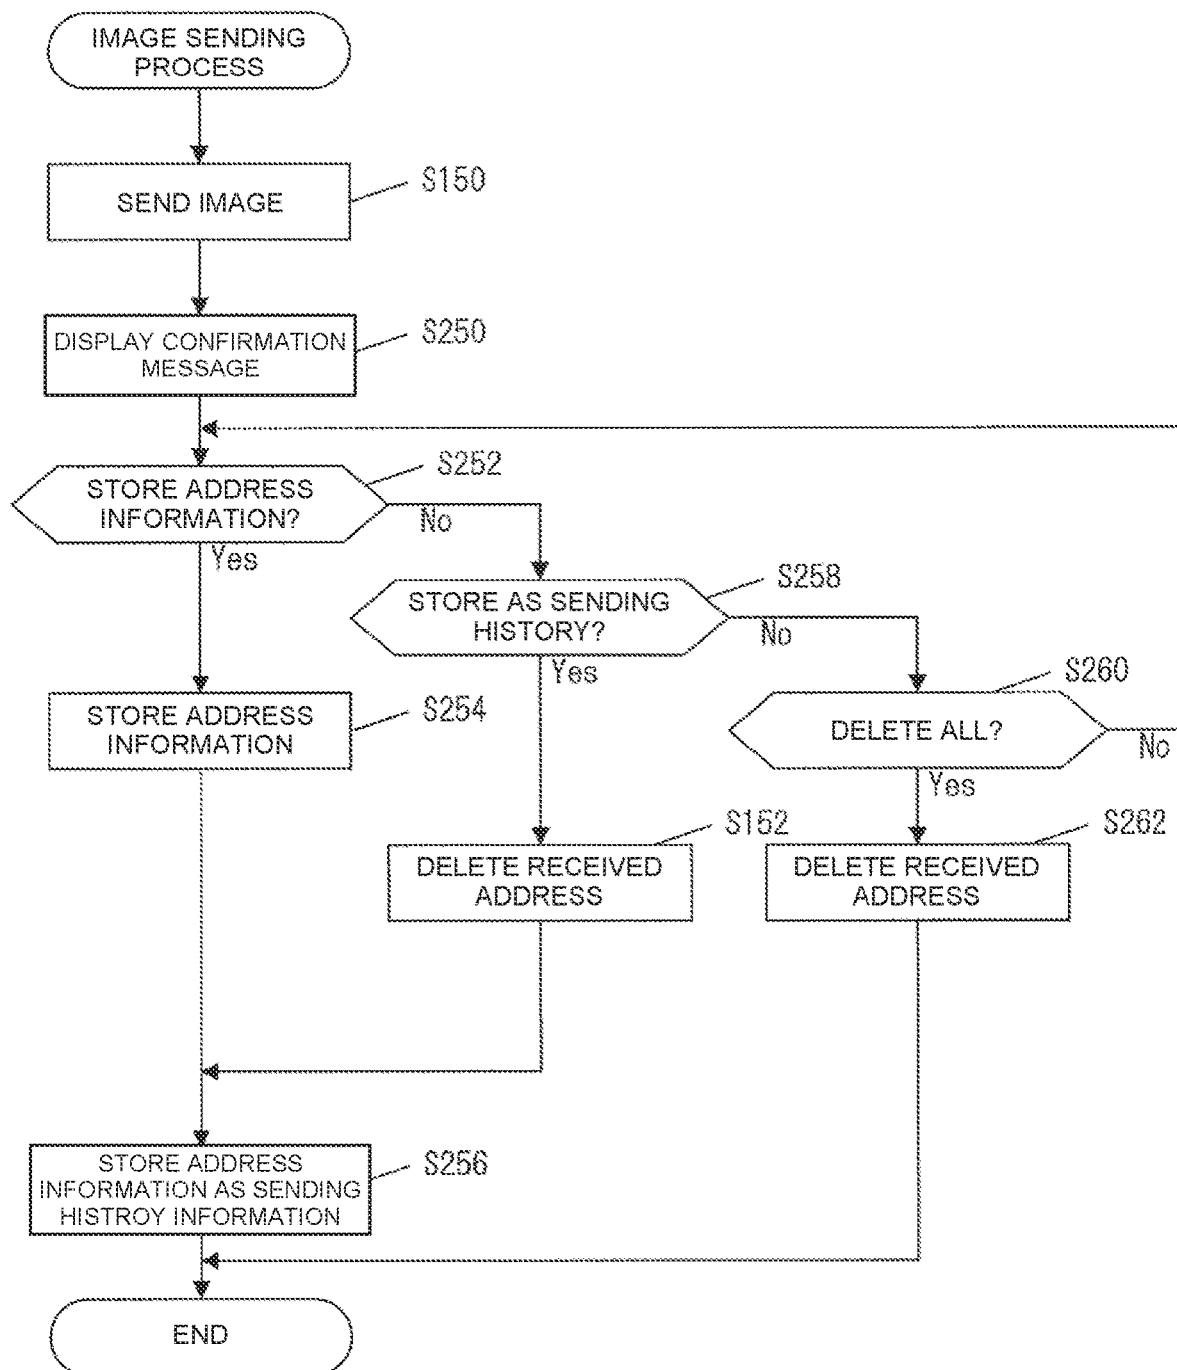 IMAGE SENDING
PROCESS
SEND IMAGE
S150
DISPLAY CONFIRMATION
MESSAGE
S250
STORE ADDRESS
INFORMATION?
S252
No
Yes
STORE AS SENDING
HISTORY?
S258
No
Yes
STORE ADDRESS
INFORMATION
S254
DELETE ALL?
S260
No
Yes
DELETE RECEIVED
ADDRESS
S152
DELETE RECEIVED
ADDRESS
S262
STORE ADDRESS
INFORMATION AS SENDING
HISTROY INFORMATION
S256
END